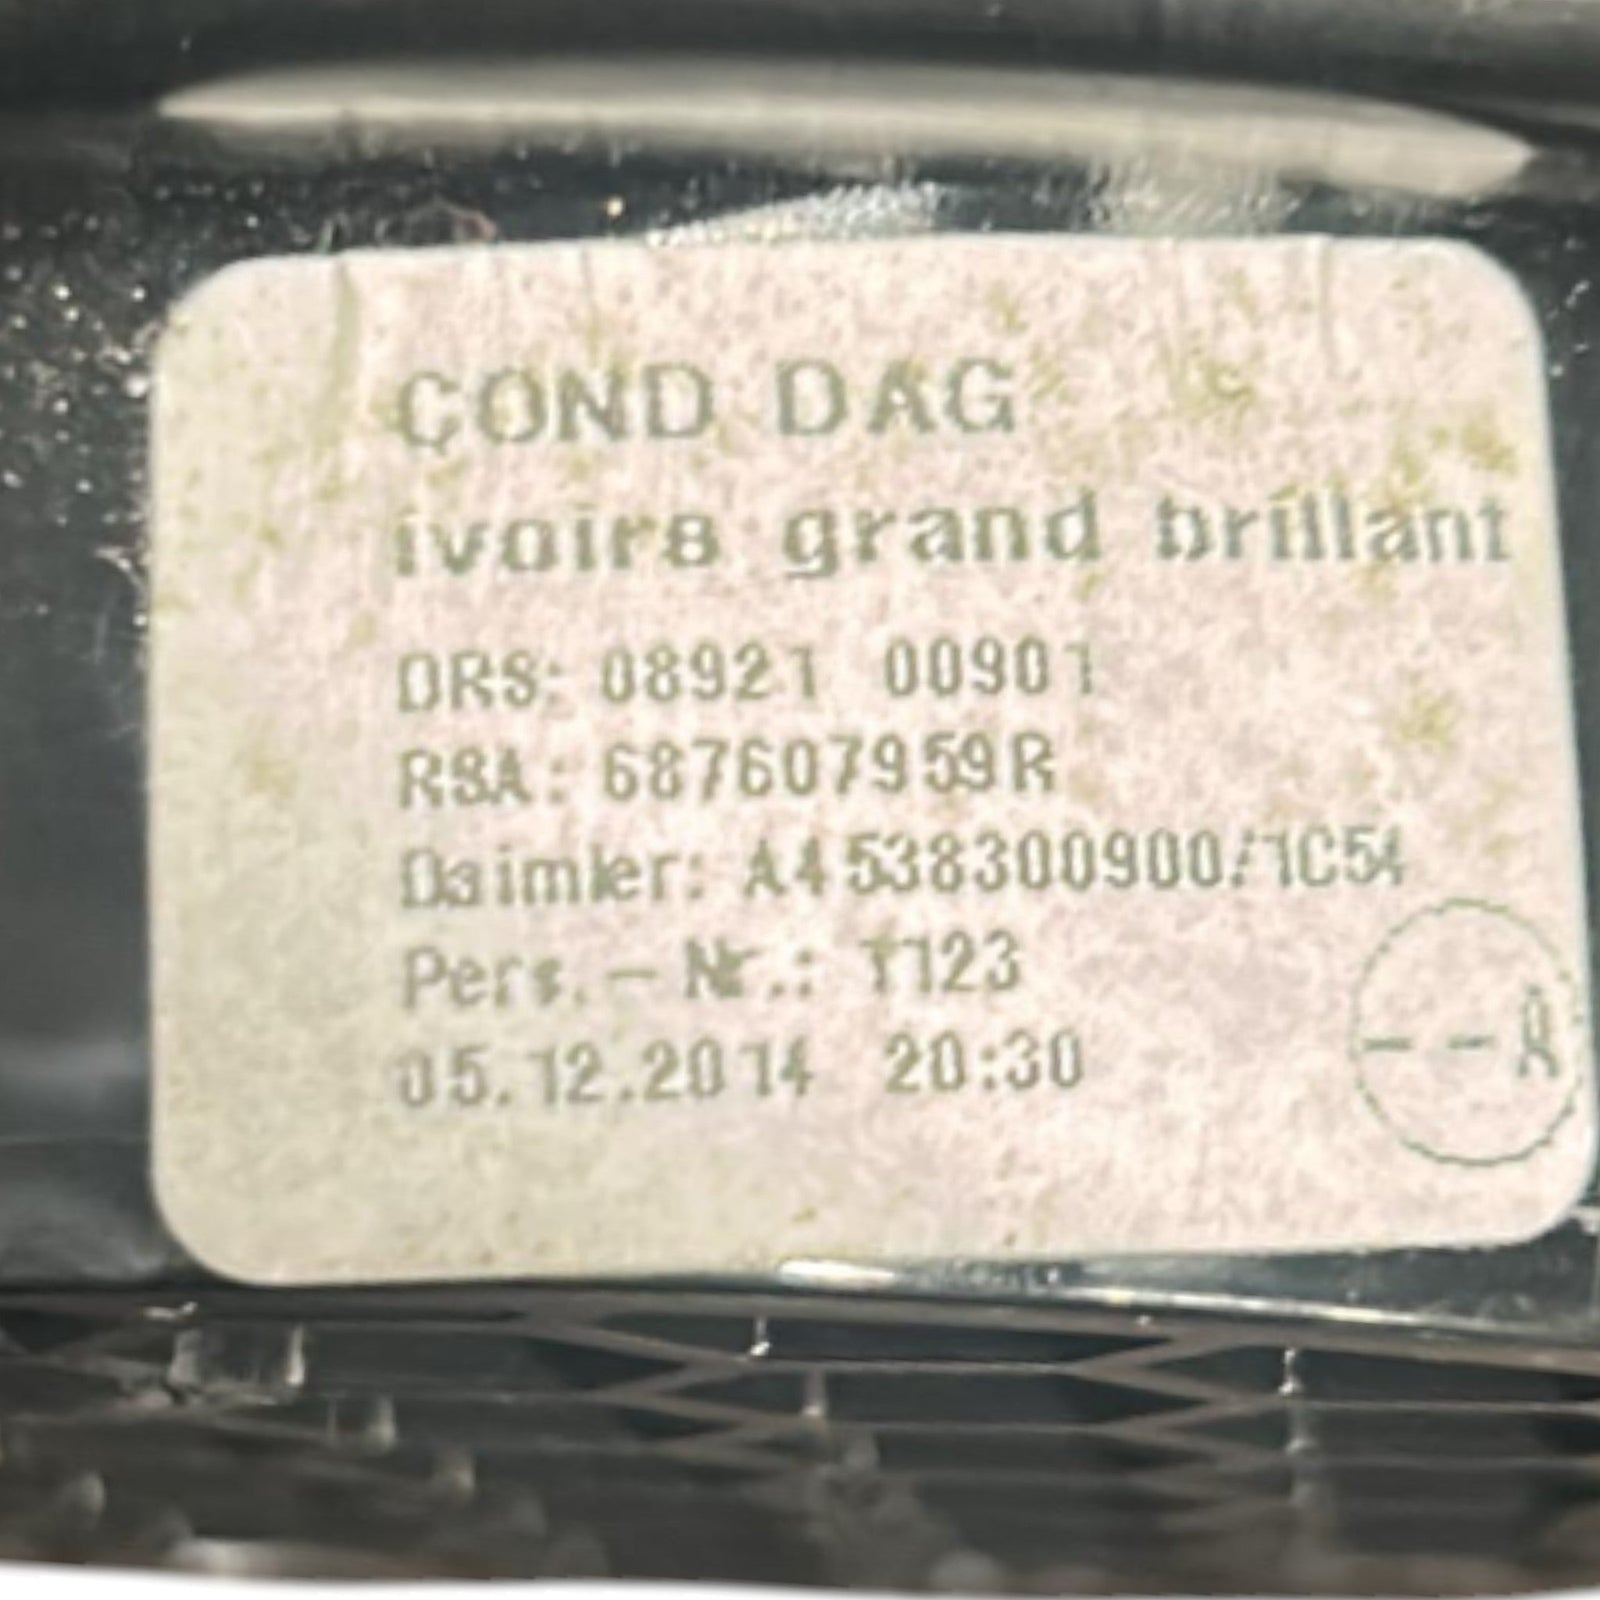 COND DAG
ivoire grand brillant
DRS: 08921 00901
RSA: 687607959R
Daimler: A4538300900/1C54
Pers.-Nr.: 1123
05.12.2014 20:30
--A